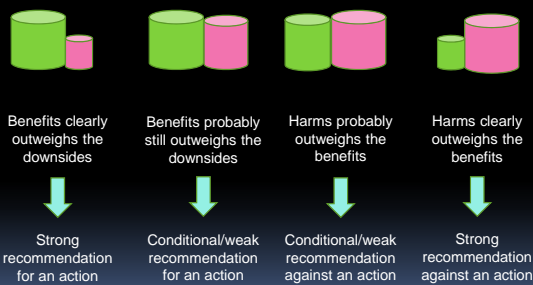 Benefits clearly
outweighs the
downsides
Benefits probably
still outweighs the
downsides
Harms probably
outweighs the
benefits
Harms clearly
outweighs the
benefits
Strong
recommendation
for an action
Conditional/weak
recommendation
for an action
Conditional/weak
recommendation
against an action
Strong
recommendation
against an action